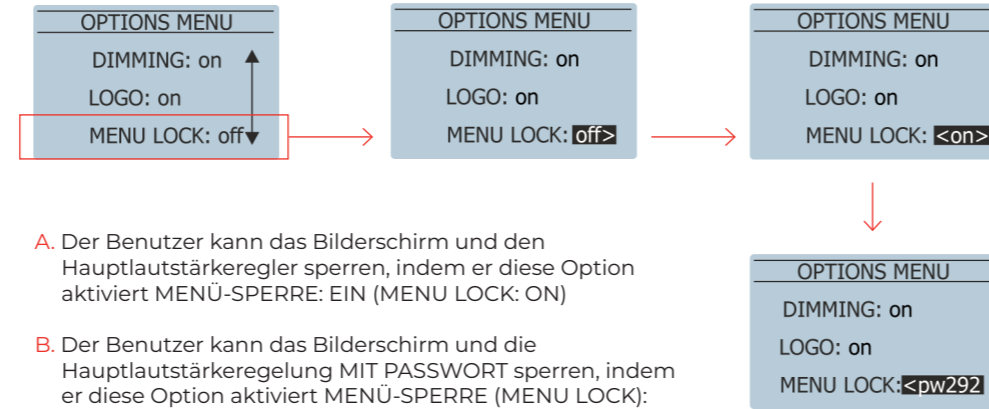 OPTIONS MENU
DIMMING: on
LOGO: on
MENU LOCK: off
OPTIONS MENU
DIMMING: on
LOGO: on
MENU LOCK: off>
OPTIONS MENU
DIMMING: on
LOGO: on
MENU LOCK: <on>
OPTIONS MENU
DIMMING: on
LOGO: on
MENU LOCK:<pw292
A. Der Benutzer kann das Bilderschirm und den
Hauptlautstärkeregler sperren, indem er diese Option
aktiviert MENÜ-SPERRE: EIN (MENU LOCK: ON)
B. Der Benutzer kann das Bilderschirm und die
Hauptlautstärkeregelung MIT PASSWORT sperren, indem
er diese Option aktiviert MENÜ-SPERRE (MENU LOCK):